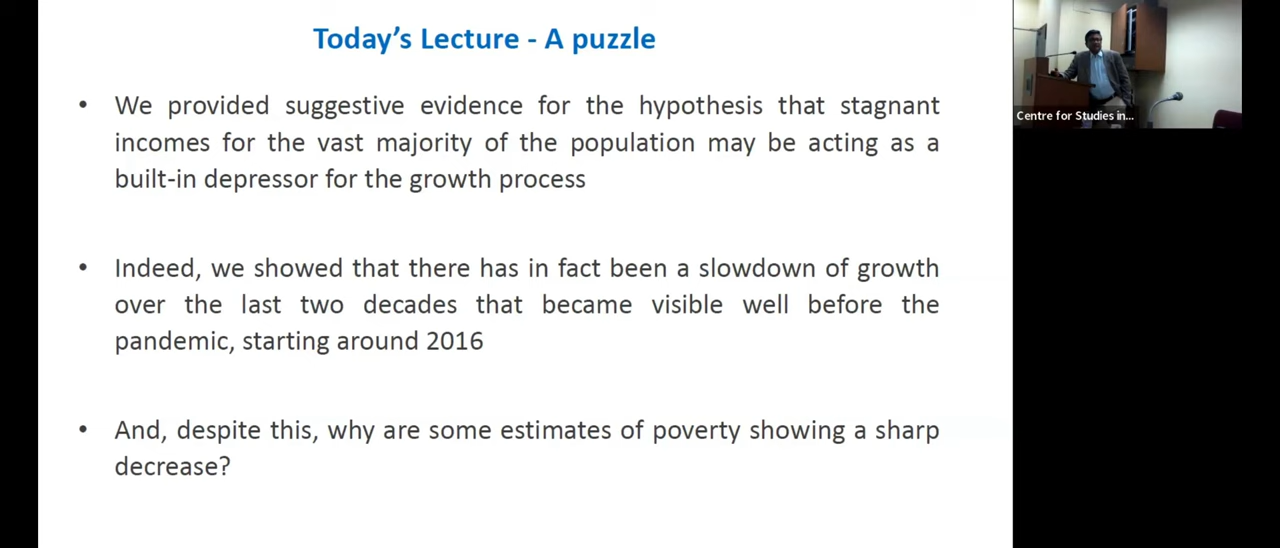 Today's Lecture - A puzzle
• We provided suggestive evidence for the hypothesis that stagnant
incomes for the vast majority of the population may be acting as a
built-in depressor for the growth process
• Indeed, we showed that there has in fact been a slowdown of growth
over the last two decades that became visible well before the
pandemic, starting around 2016
• And, despite this, why are some estimates of poverty showing a sharp
decrease?
Centre for Studies in...